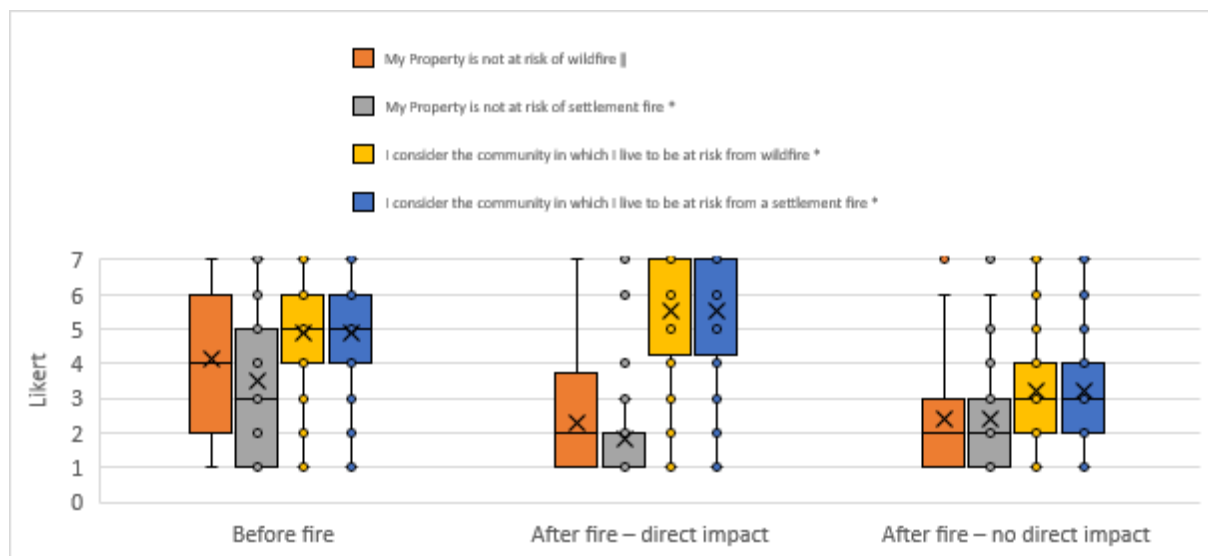 My Property is not at risk of wildfire ‖
My Property is not at risk of settlement fire *
I consider the community in which I live to be at risk from wildfire *
I consider the community in which I live to be at risk from a settlement fire *
7
6
5
4
3
2
1
0
Likert
Before fire
After fire – direct impact
After fire – no direct impact